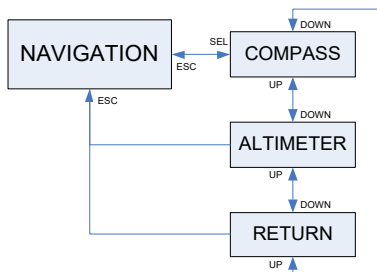 DOWN
SEL
NAVIGATION
COMPASS
ESC
UP
ESC
DOWN
ALTIMETER
UP
DOWN
RETURN
UP